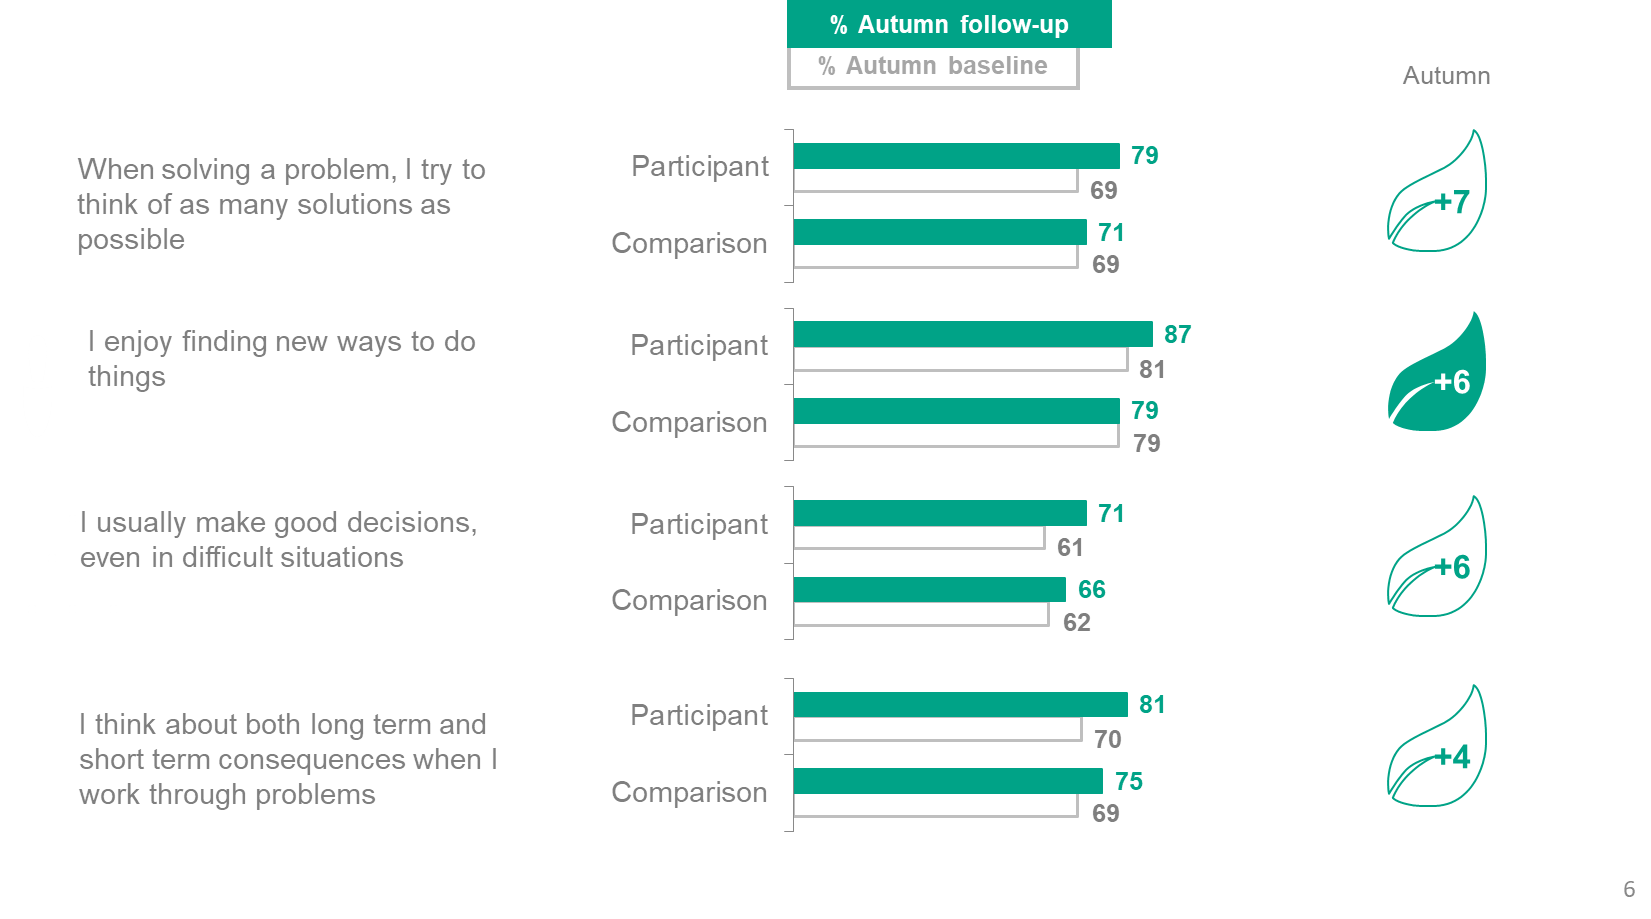 % Autumn follow-up
% Autumn baseline
Autumn
When solving a problem, I try to
think of as many solutions as
possible
Participant
79
69
Comparison
71
69
+7
I enjoy finding new ways to do
things
Participant
87
81
Comparison
79
79
+6
I usually make good decisions,
even in difficult situations
Participant
71
61
Comparison
66
62
+6
I think about both long term and
short term consequences when I
work through problems
Participant
81
70
Comparison
75
69
+4
6